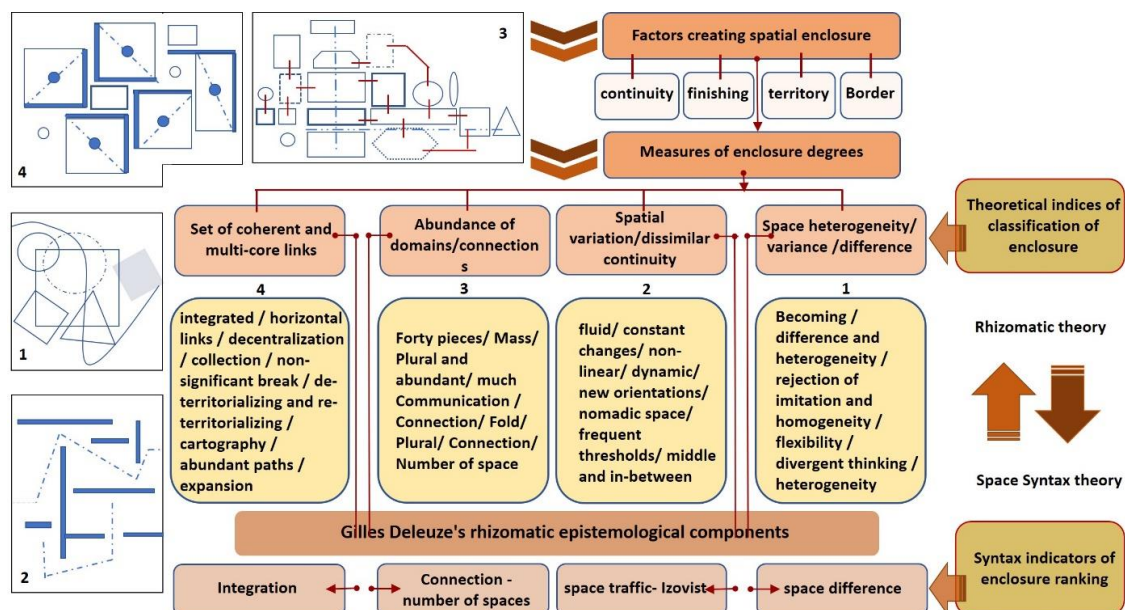 4
3
Factors creating spatial enclosure
continuity
finishing
territory
Border
Measures of enclosure degrees
Set of coherent and
multi-core links
Abundance of
domains/connection
s
Spatial
variation/dissimilar
continuity
Space heterogeneity/
variance /difference
Theoretical indices of
classification of
enclosure
1
4
integrated / horizontal
links / decentralization
/ collection / non-
significant break / de-
territorializing and re-
territorializing /
cartography /
abundant paths /
expansion
3
Forty pieces/ Mass/
Plural and
abundant/ much
Communication /
Connection/ Fold/
Plural/ Connection/
Number of space
2
fluid/ constant
changes/ non-
linear/ dynamic/
new orientations/
nomadic space/
frequent
thresholds/ middle
and in-between
1
Becoming /
difference and
heterogeneity /
rejection of
imitation and
homogeneity /
flexibility /
divergent thinking /
heterogeneity
Rhizomatic theory
Space Syntax theory
2
Gilles Deleuze's rhizomatic epistemological components
Integration
Connection -
number of spaces
space traffic- Izovist
space difference
Syntax indicators of
enclosure ranking